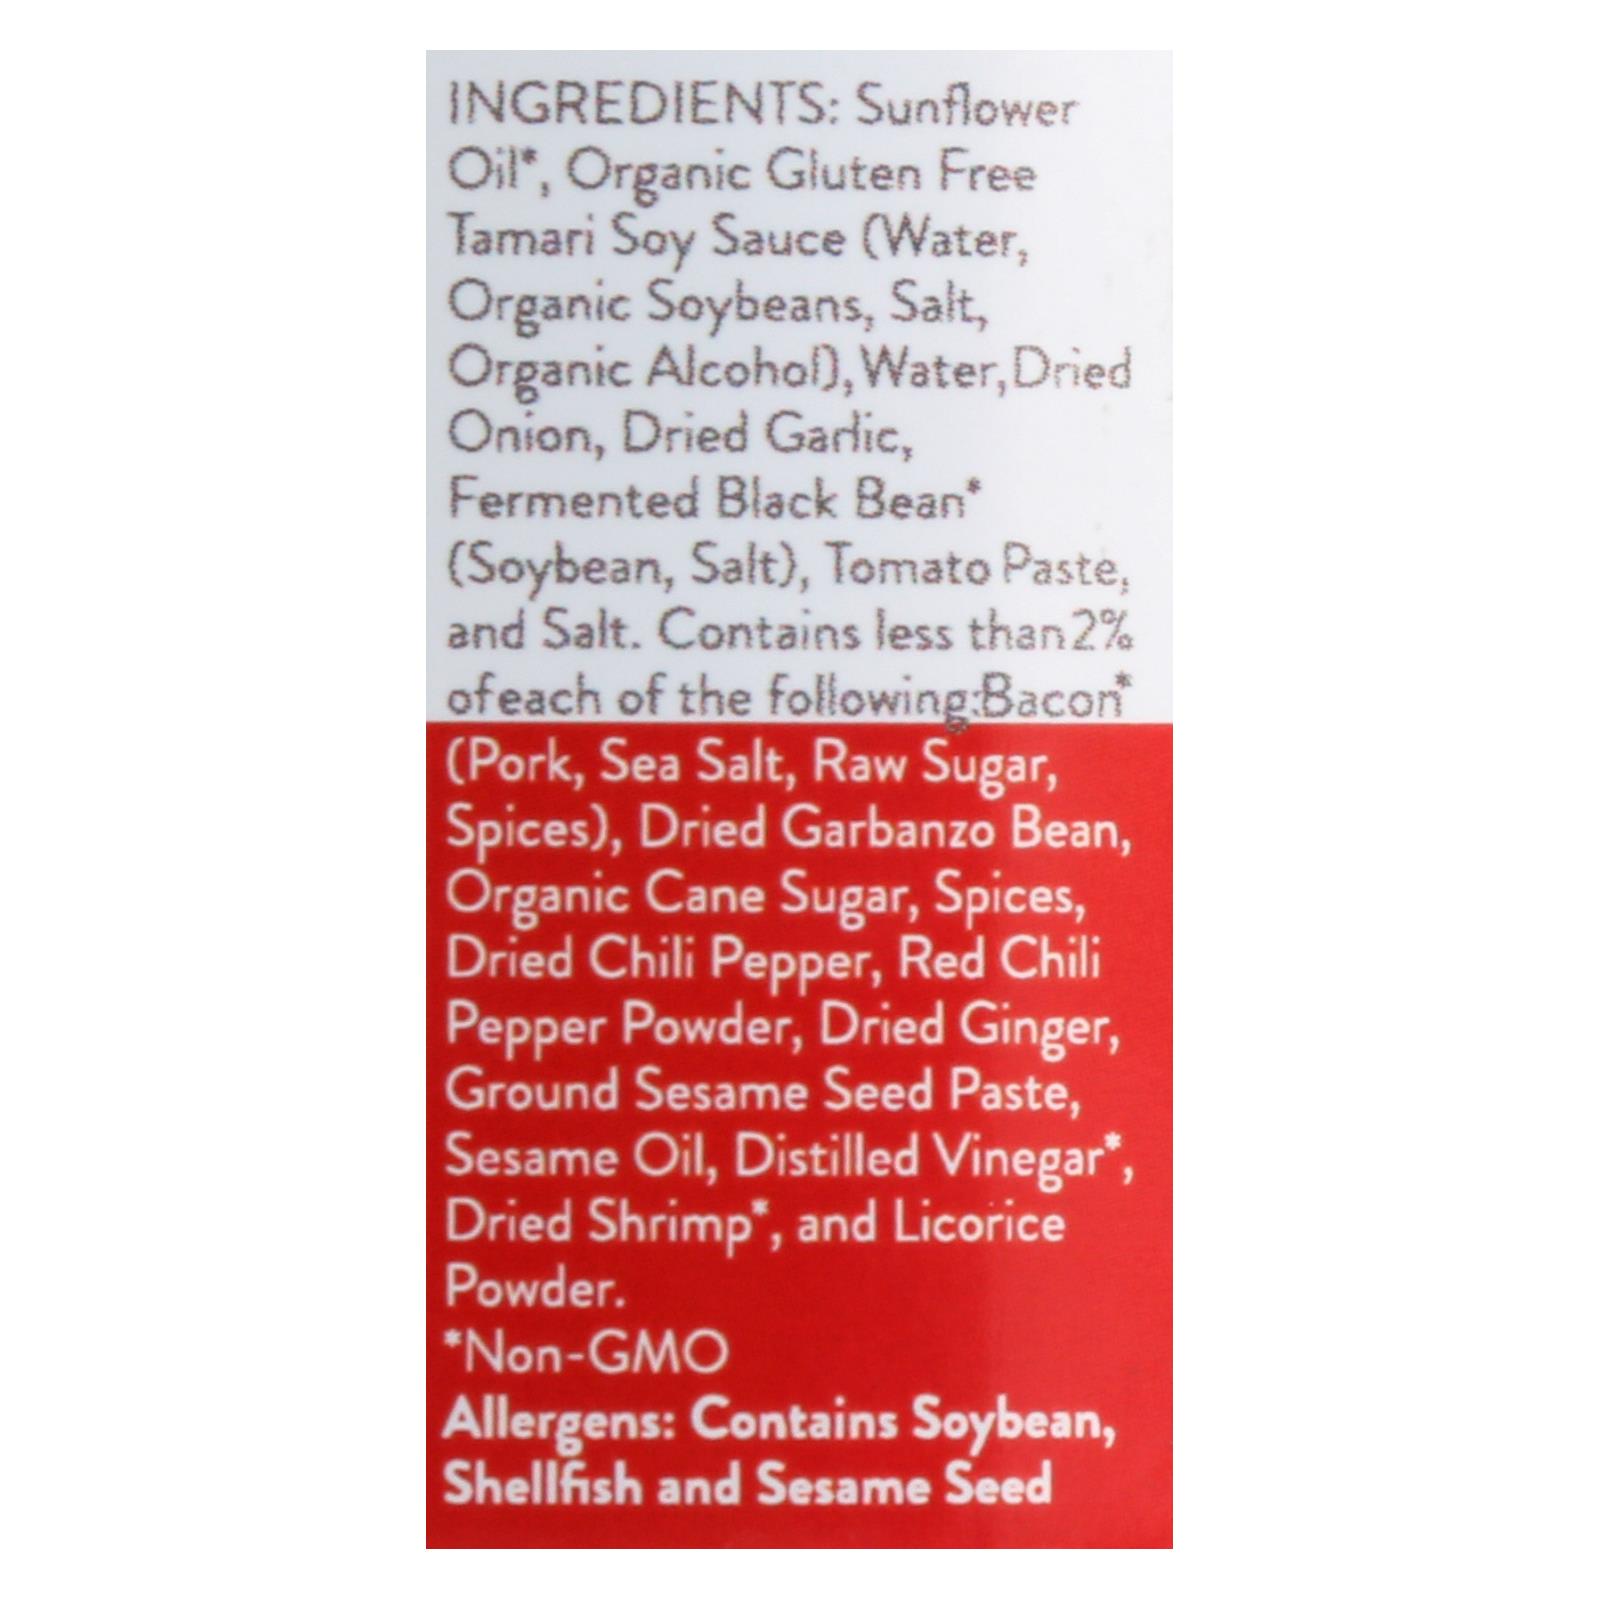 INGREDIENTS: Sunflower
Oil*, Organic Gluten Free
Tamari Soy Sauce (Water,
Organic Soybeans, Salt,
Organic Alcohol), Water, Dried
Onion, Dried Garlic,
Fermented Black Bean*
(Soybean, Salt), Tomato Paste,
and Salt. Contains less than 2%
of each of the following: Bacon*
(Pork, Sea Salt, Raw Sugar,
Spices), Dried Garbanzo Bean,
Organic Cane Sugar, Spices,
Dried Chili Pepper, Red Chili
Pepper Powder, Dried Ginger,
Ground Sesame Seed Paste,
Sesame Oil, Distilled Vinegar*,
Dried Shrimp*, and Licorice
Powder.
*Non-GMO
Allergens: Contains Soybean,
Shellfish and Sesame Seed